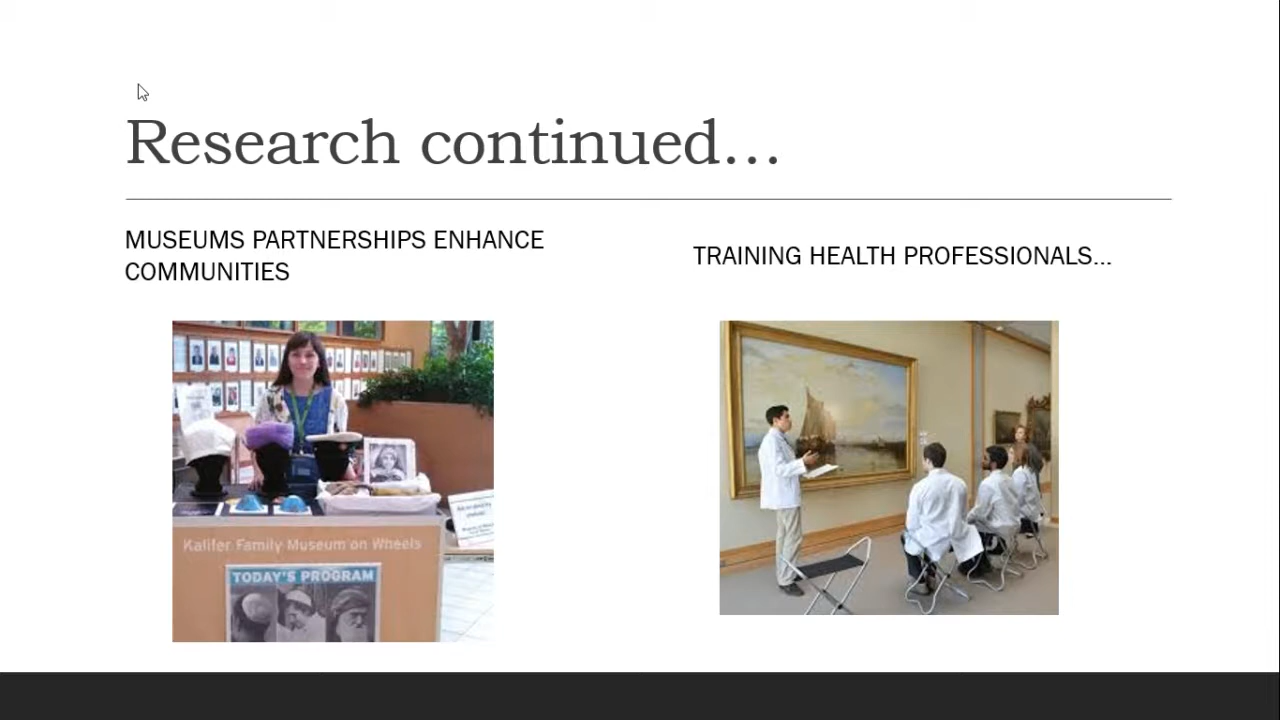 Research continued...
MUSEUMS PARTNERSHIPS ENHANCE
COMMUNITIES
TRAINING HEALTH PROFESSIONALS...
Kalifer Family Museum on Wheels
TODAY'S PROGRAM